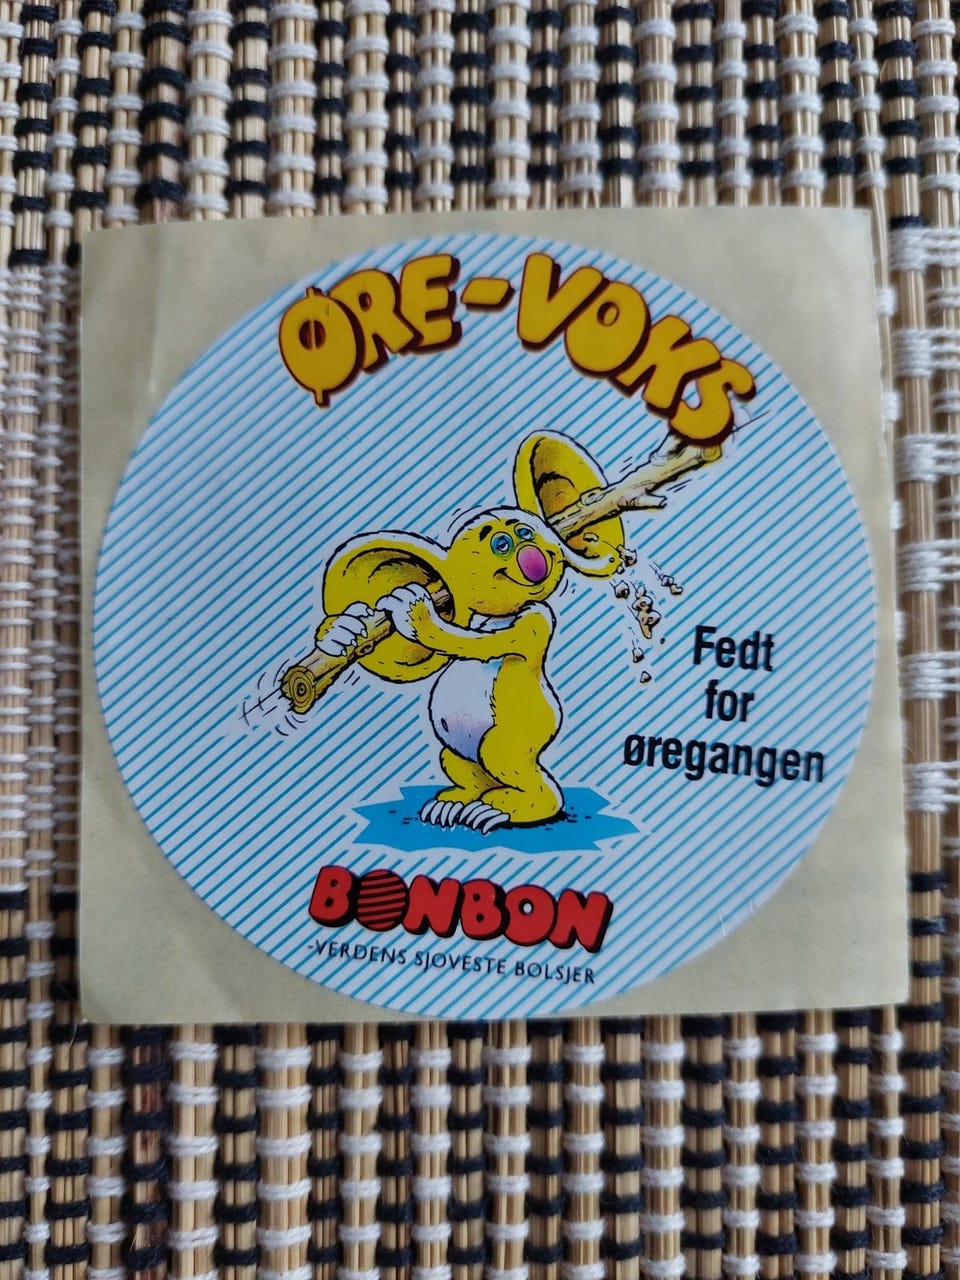 ØRE-VOKS
Fedt
for
øregangen
BONBON
-VERDENS SJOVESTE BOLSJER